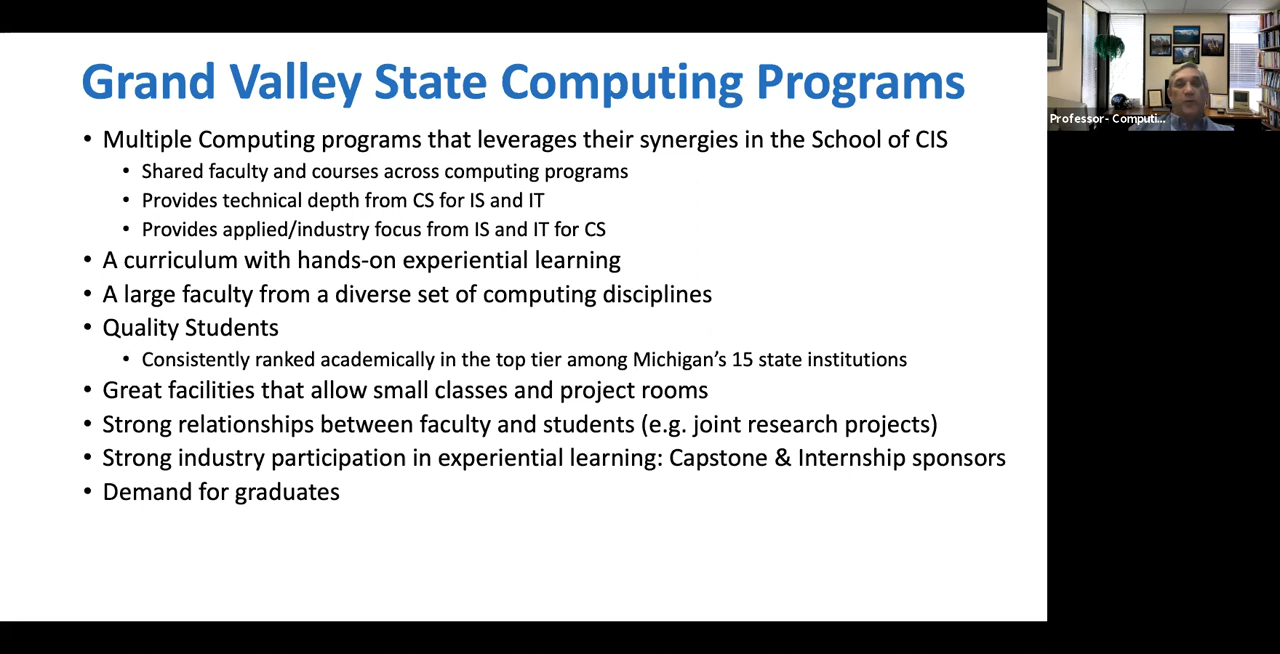 Grand Valley State Computing Programs
Professor- Computi...
• Multiple Computing programs that leverages their synergies in the School of CIS
• Shared faculty and courses across computing programs
• Provides technical depth from CS for IS and IT
• Provides applied/industry focus from IS and IT for CS
• A curriculum with hands-on experiential learning
• A large faculty from a diverse set of computing disciplines
• Quality Students
• Consistently ranked academically in the top tier among Michigan’s 15 state institutions
• Great facilities that allow small classes and project rooms
• Strong relationships between faculty and students (e.g. joint research projects)
• Strong industry participation in experiential learning: Capstone & Internship sponsors
• Demand for graduates